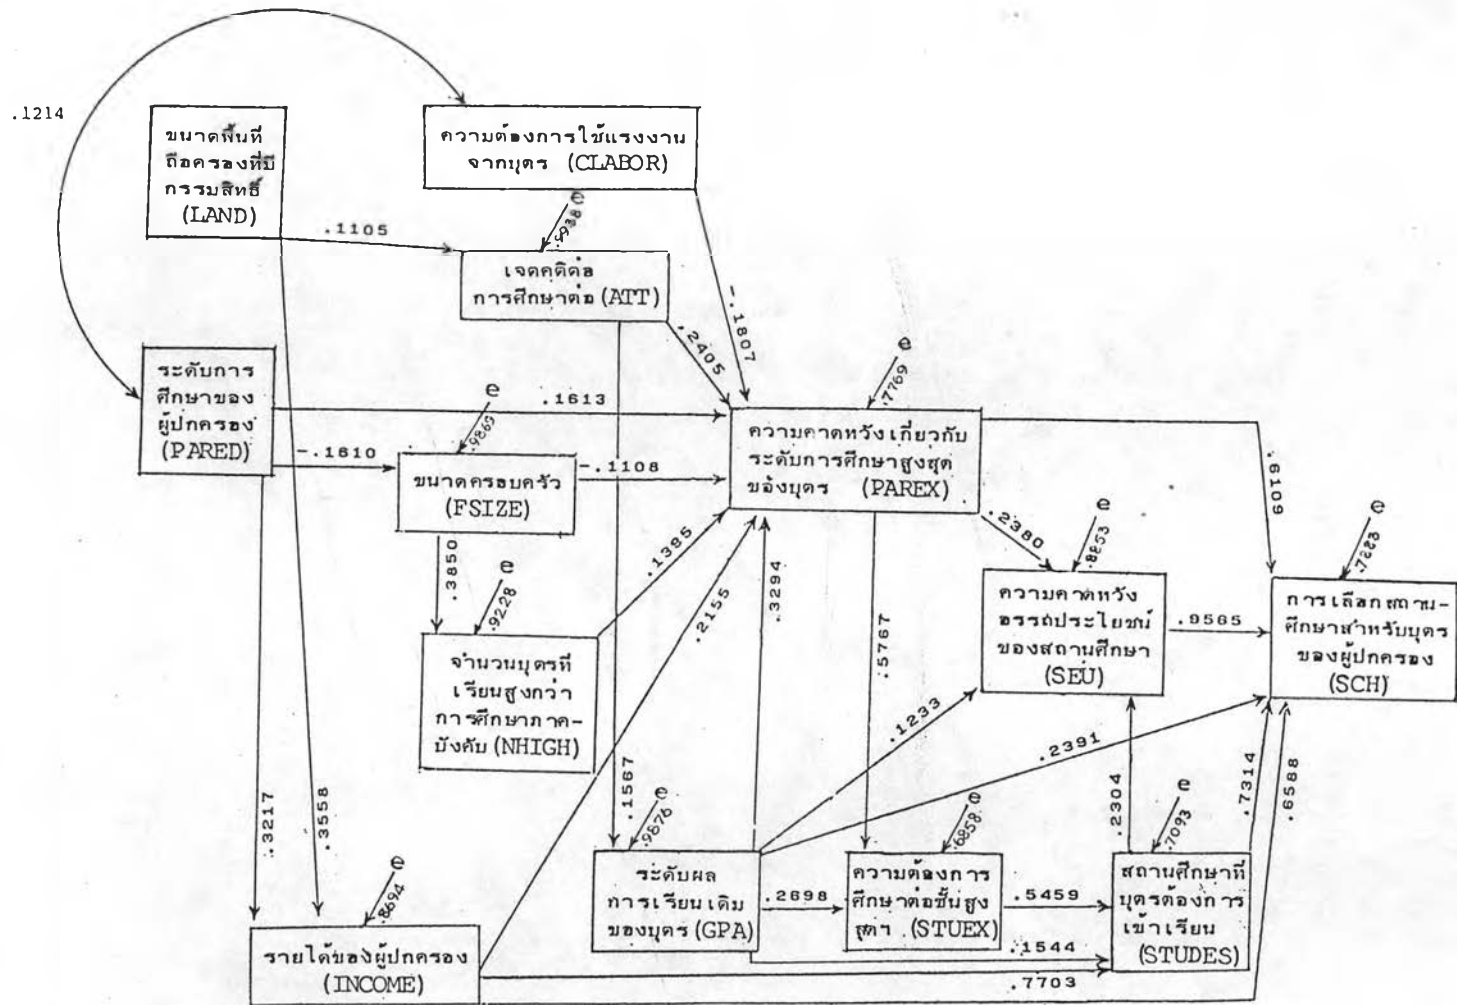 .1214
ขนาดพื้นที่
ถือครองที่มี
กรรมสิทธิ์
(LAND)
ความต้องการใช้แรงงาน
จากบุตร (CLABOR)
.1105
e
เจตคติต่อ
การศึกษาต่อ (ATT)
-.1807
.2405
ระดับการ
ศึกษาของ
ผู้ปกครอง
(PARED)
.1613
e
.7769
ความคาดหวังเกี่ยวกับ
ระดับการศึกษาสูงสุด
ของบุตร (PAREX)
-.1610
e
.9869
ขนาดครอบครัว
(FSIZE)
-.1108
.6109
.3850
e
.9228
.1385
.2155
.3294
.2380
e
.8853
ความคาดหวัง
อรรถประโยชน์
ของสถานศึกษา
(SEU)
.9565
e
.7883
การเลือกสถาน-
ศึกษาสำหรับบุตร
ของผู้ปกครอง
(SCH)
จำนวนบุตรที่
เรียนสูงกว่า
การศึกษาภาค-
บังคับ (NHIGH)
.5767
.1233
.2391
.3217
.3558
.1567
.2304
.7314
.6588
e
.9876
ระดับผล
การเรียนเดิม
ของบุตร (GPA)
.2698
e
.6858
ความต้องการ
ศึกษาต่อชั้นสูง
สุดฯ (STUEX)
.5459
e
.7093
สถานศึกษาที่
บุตรต้องการ
เข้าเรียน
(STUDES)
.1544
e
.8694
รายได้ของผู้ปกครอง
(INCOME)
.7703